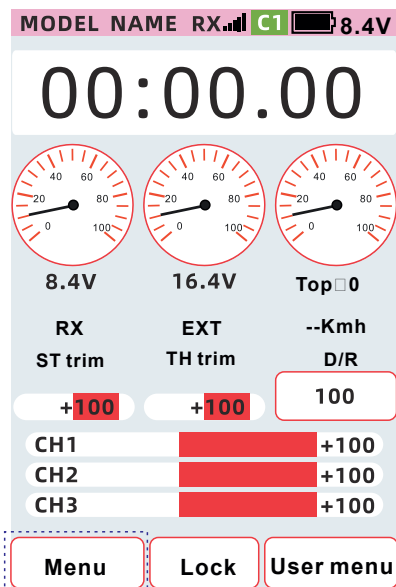 MODEL NAME RX C1 8.4V
00:00.00
0 20 40 60 80 100 0 20 40 60 80 100 0 20 40 60 80 100
8.4V 16.4V Top□0
RX EXT --Kmh
ST trim TH trim D/R
+100 +100 100
CH1 +100
CH2 +100
CH3 +100
Menu Lock User menu